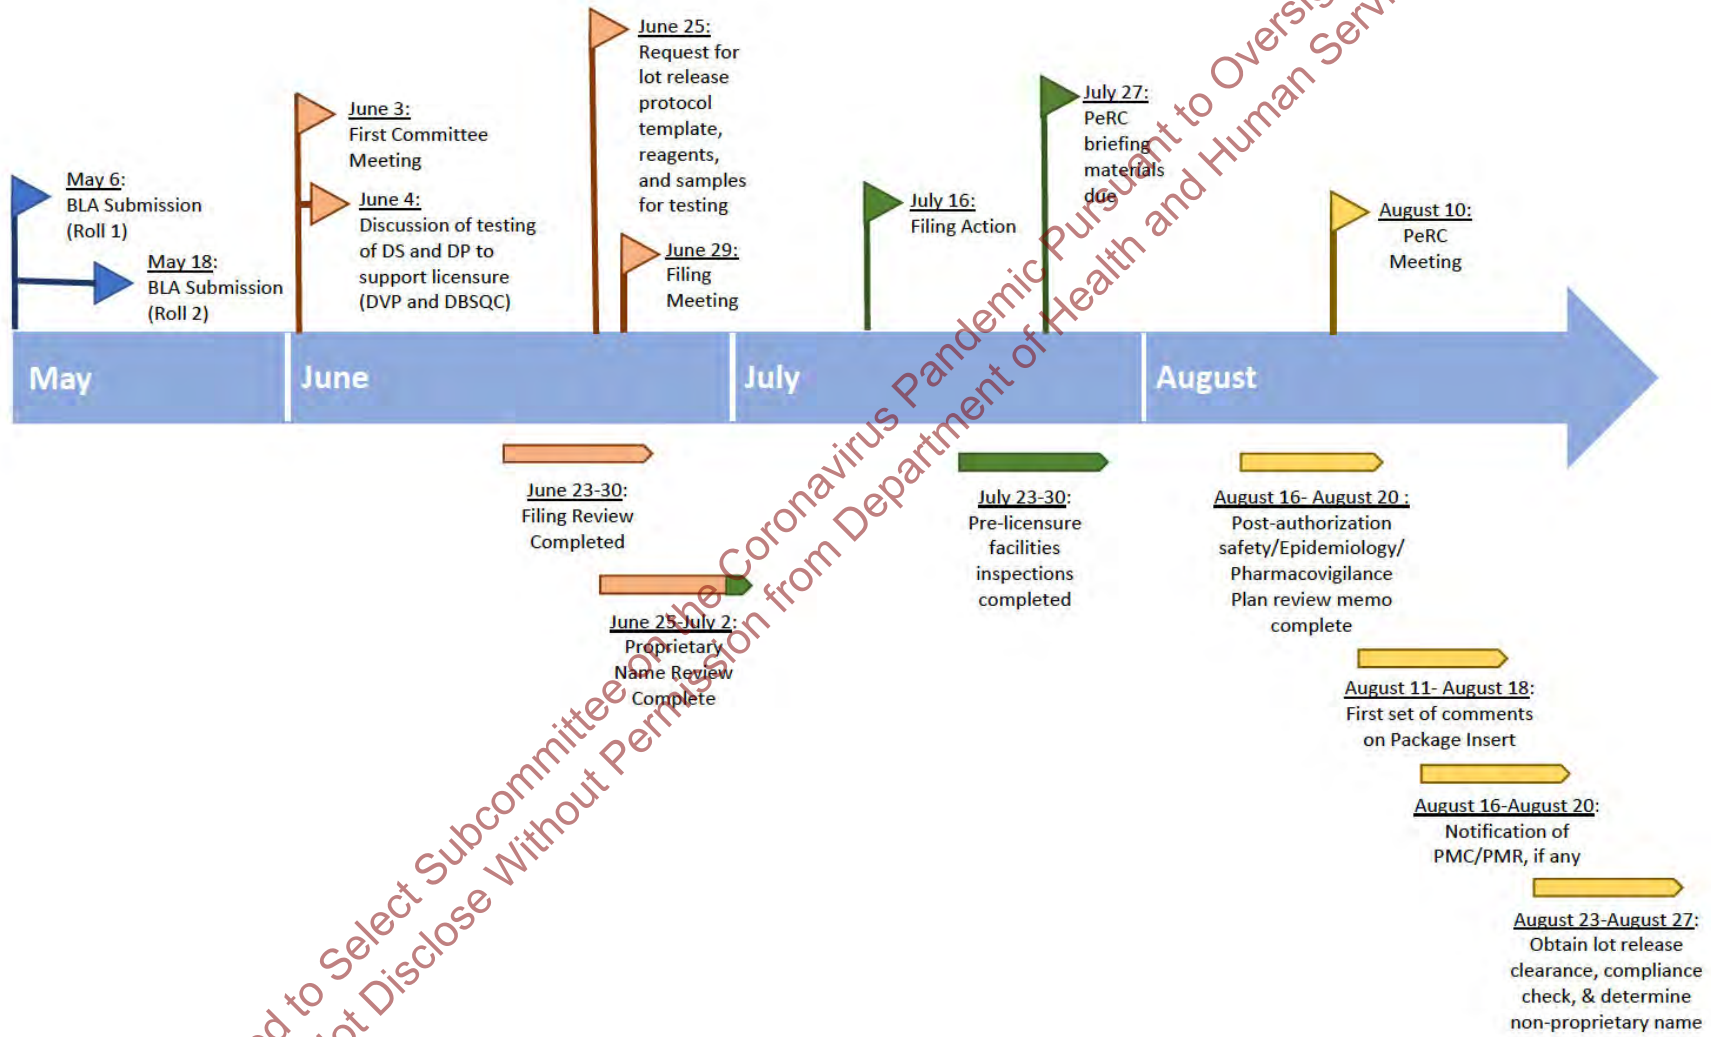 May 6:
BLA Submission
(Roll 1)
May 18:
BLA Submission
(Roll 2)
June 3:
First Committee
Meeting
June 4:
Discussion of testing
of DS and DP to
support licensure
(DVP and DBSQC)
June 25:
Request for
lot release
protocol
template,
reagents,
and samples
for testing
June 29:
Filing
Meeting
July 16:
Filing Action
July 27:
PeRC
briefing
materials
due
August 10:
PeRC
Meeting
May
June
July
August
June 23-30:
Filing Review
Completed
June 25-July 2:
Proprietary
Name Review
Complete
July 23-30:
Pre-licensure
facilities
inspections
completed
August 16- August 20 :
Post-authorization
safety/Epidemiology/
Pharmacovigilance
Plan review memo
complete
August 11- August 18:
First set of comments
on Package Insert
August 16-August 20:
Notification of
PMC/PMR, if any
August 23-August 27:
Obtain lot release
clearance, compliance
check, & determine
non-proprietary name
to Select Subcommittee on the Coronavirus Pandemic Pursuant to
Disclose Without Permission from Department of Health and Human